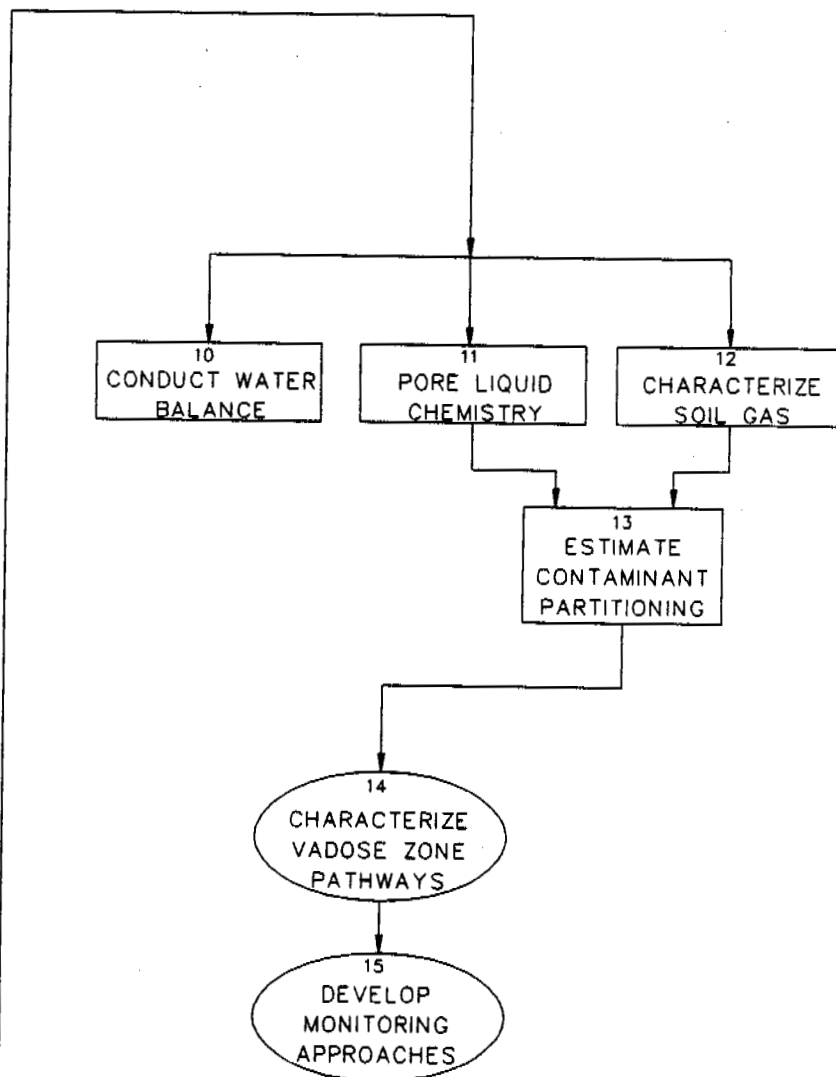 10
CONDUCT WATER
BALANCE
11
PORE LIQUID
CHEMISTRY
12
CHARACTERIZE
SOIL GAS
13
ESTIMATE
CONTAMINANT
PARTITIONING
14
CHARACTERIZE
VADOSE ZONE
PATHWAYS
15
DEVELOP
MONITORING
APPROACHES